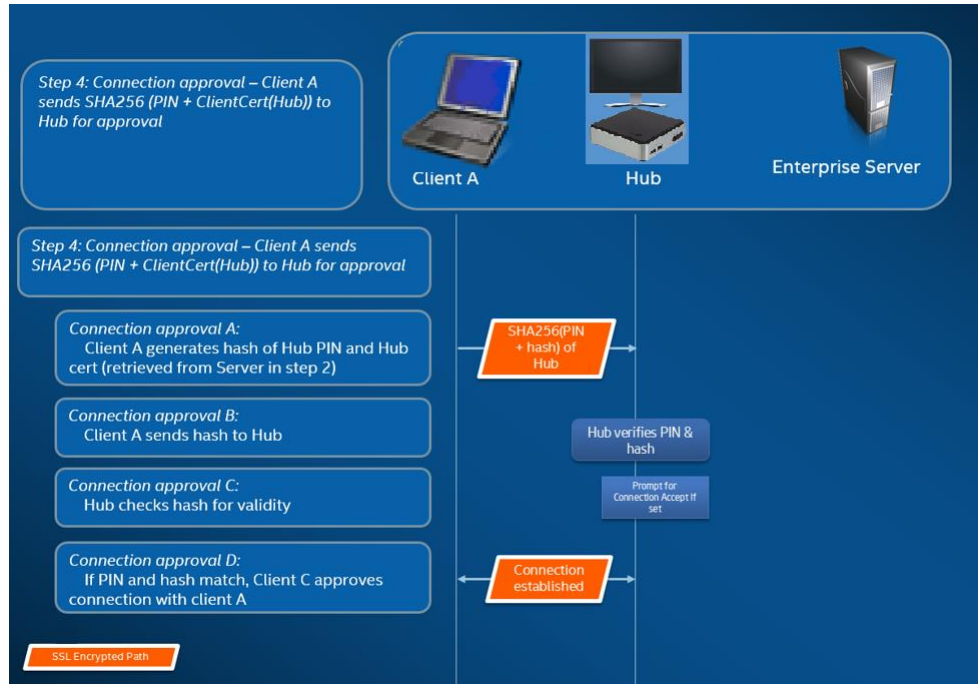 Step 4: Connection approval – Client A
sends SHA256 (PIN + ClientCert(Hub)) to
Hub for approval
Client A
Hub
Enterprise Server
Step 4: Connection approval – Client A sends
SHA256 (PIN + ClientCert(Hub)) to Hub for approval
Connection approval A:
Client A generates hash of Hub PIN and Hub
cert (retrieved from Server in step 2)
SHA256(PIN
+ hash) of
Hub
Connection approval B:
Client A sends hash to Hub
Hub verifies PIN &
hash
Connection approval C:
Hub checks hash for validity
Prompt for
Connection Accept If
set
Connection approval D:
If PIN and hash match, Client C approves
connection with client A
Connection
established
SSL Encrypted Path